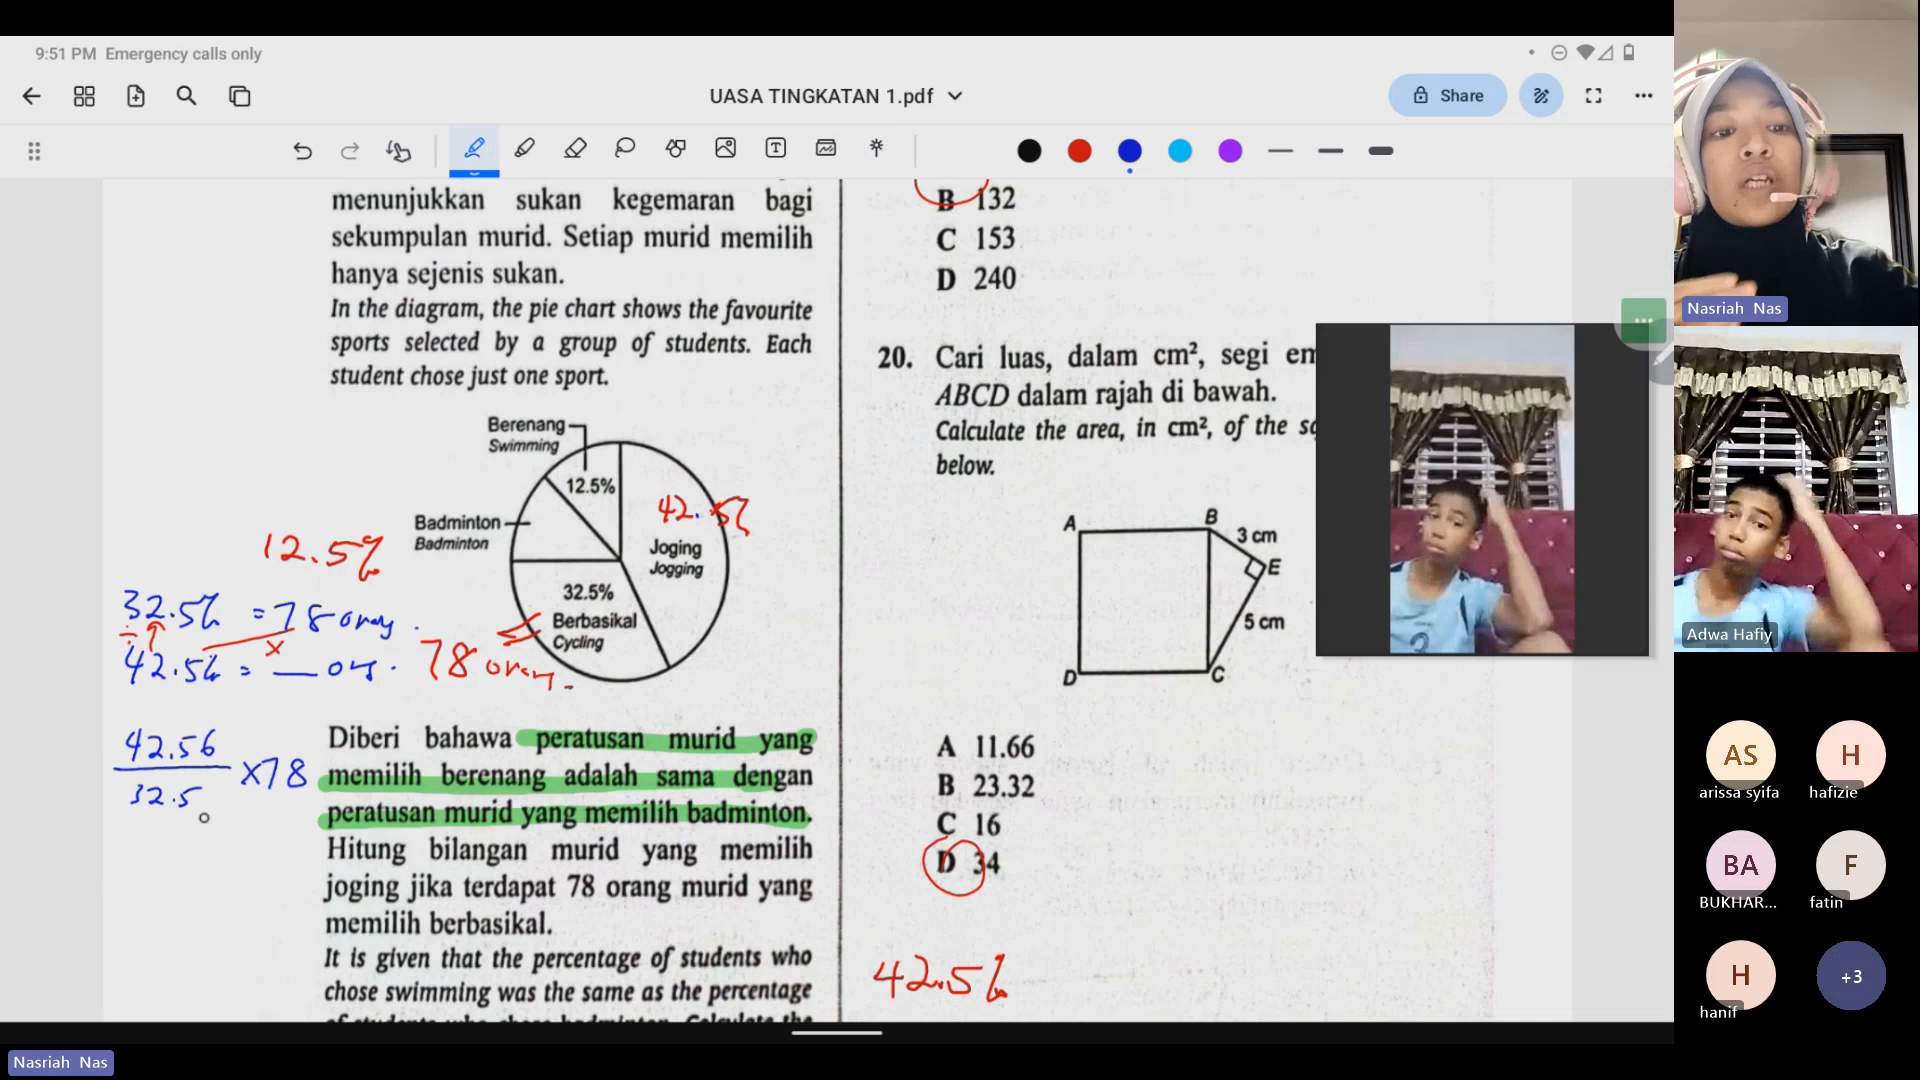 9:51 PM Emergency calls only
UASA TINGKATAN 1.pdf
Share
menunjukkan sukan kegemaran bagi
sekumpulan murid. Setiap murid memilih
hanya sejenis sukan.
In the diagram, the pie chart shows the favourite
sports selected by a group of students. Each
student chose just one sport.
Berenang
Swimming
12.5%
Badminton
Badminton
42.5%
Joging
Jogging
32.5%
Berbasikal
Cycling
12.5%
32.5% = 78 orang.
÷
x
42.5% = __ org.
78 orang.
42.56
32.5
x78
Diberi bahawa peratusan murid yang
memilih berenang adalah sama dengan
peratusan murid yang memilih badminton.
Hitung bilangan murid yang memilih
joging jika terdapat 78 orang murid yang
memilih berbasikal.
It is given that the percentage of students who
chose swimming was the same as the percentage
B 132
C 153
D 240
20. Cari luas, dalam cm², segi em
ABCD dalam rajah di bawah.
Calculate the area, in cm², of the sq
below.
A
B
3 cm
E
5 cm
D
C
A 11.66
B 23.32
C 16
D 34
42.5%
Nasriah Nas
Adwa Hafiy
AS
arissa syifa
H
hafizie
BA
BUKHAR...
F
fatin
H
hanif
+3
Nasriah Nas